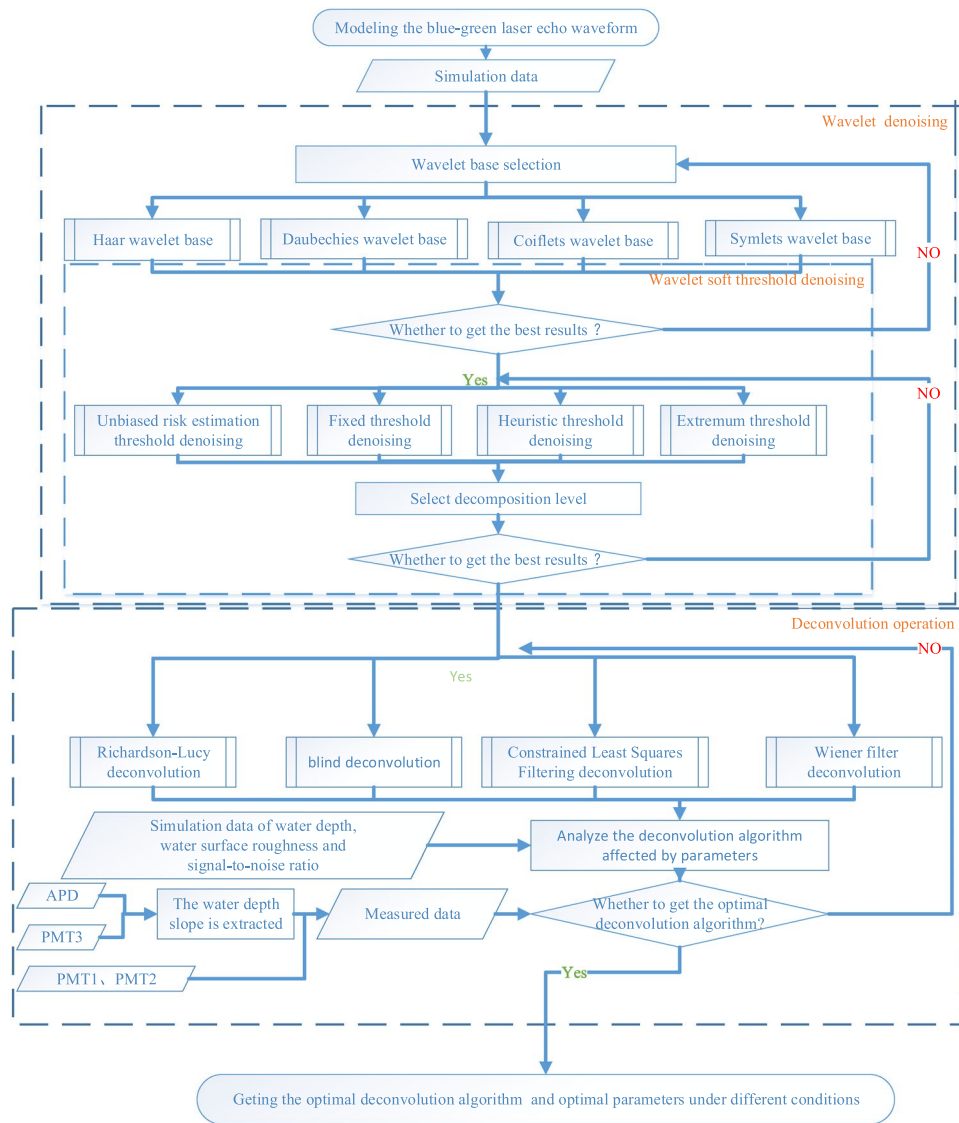 Modeling the blue-green laser echo waveform
Simulation data
Wavelet denoising
Wavelet base selection
Haar wavelet base
Daubechies wavelet base
Coiflets wavelet base
Symlets wavelet base
NO
Wavelet soft threshold denoising
Whether to get the best results ?
Yes
NO
Unbiased risk estimation
threshold denoising
Fixed threshold
denoising
Heuristic threshold
denoising
Extremum threshold
denoising
Select decomposition level
Whether to get the best results ?
Deconvolution operation
NO
Yes
Richardson-Lucy
deconvolution
blind deconvolution
Constrained Least Squares
Filtering deconvolution
Wiener filter
deconvolution
Simulation data of water depth,
water surface roughness and
signal-to-noise ratio
Analyze the deconvolution algorithm
affected by parameters
APD
PMT3
The water depth
slope is extracted
Measured data
Whether to get the optimal
deconvolution algorithm?
PMT1、PMT2
Yes
Geting the optimal deconvolution algorithm and optimal parameters under different conditions